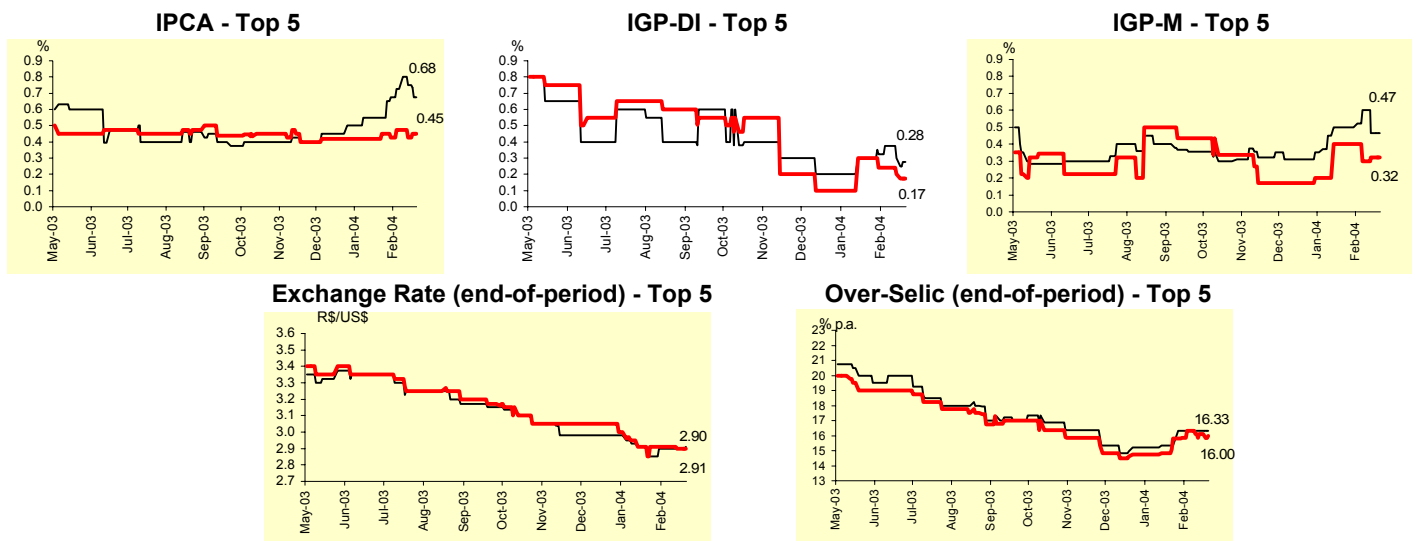 IPCA - Top 5
%
0.9
0.8
0.7
0.6
0.5
0.4
0.3
0.2
0.1
0.0
0.68
0.45
May-03
Jun-03
Jul-03
Aug-03
Sep-03
Oct-03
Nov-03
Dec-03
Jan-04
Feb-04
IGP-DI - Top 5
%
0.9
0.8
0.7
0.6
0.5
0.4
0.3
0.2
0.1
0.0
0.28
0.17
May-03
Jun-03
Jul-03
Aug-03
Sep-03
Oct-03
Nov-03
Dec-03
Jan-04
Feb-04
IGP-M - Top 5
%
0.9
0.8
0.7
0.6
0.5
0.4
0.3
0.2
0.1
0.0
0.47
0.32
May-03
Jun-03
Jul-03
Aug-03
Sep-03
Oct-03
Nov-03
Dec-03
Jan-04
Feb-04
Exchange Rate (end-of-period) - Top 5
R$/US$
3.6
3.5
3.4
3.3
3.2
3.1
3.0
2.9
2.8
2.7
2.90
2.91
May-03
Jun-03
Jul-03
Aug-03
Sep-03
Oct-03
Nov-03
Dec-03
Jan-04
Feb-04
Over-Selic (end-of-period) - Top 5
% p.a.
23
22
21
20
19
18
17
16
15
14
13
16.33
16.00
May-03
Jun-03
Jul-03
Aug-03
Sep-03
Oct-03
Nov-03
Dec-03
Jan-04
Feb-04